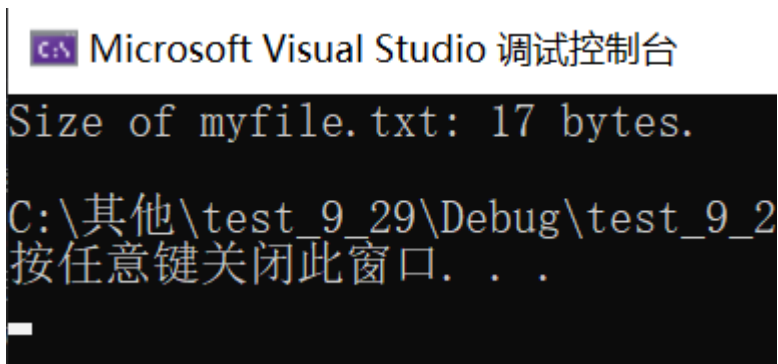 Microsoft Visual Studio 调试控制台
Size of myfile.txt: 17 bytes.
C:\其他\test_9_29\Debug\test_9_2
按任意键关闭此窗口. . .